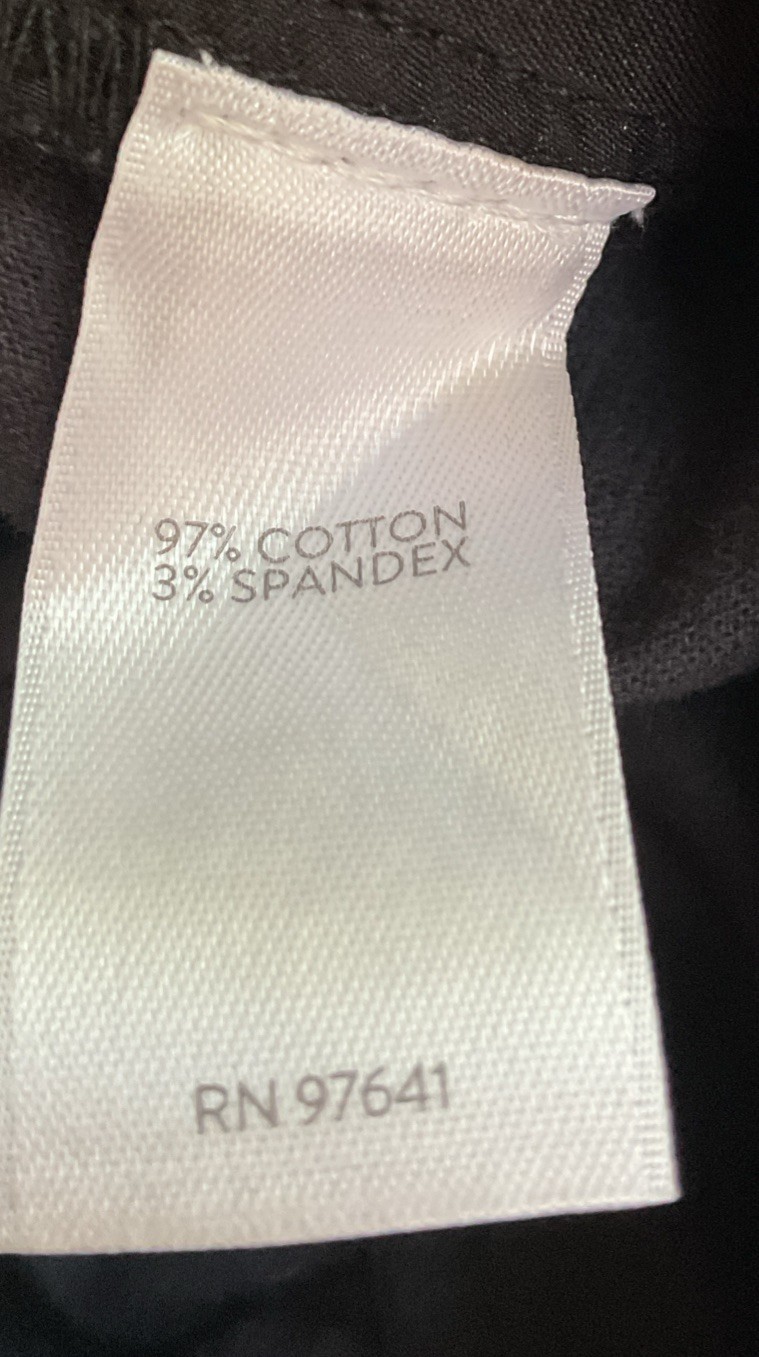 97% COTTON
3% SPANDEX
RN 97641